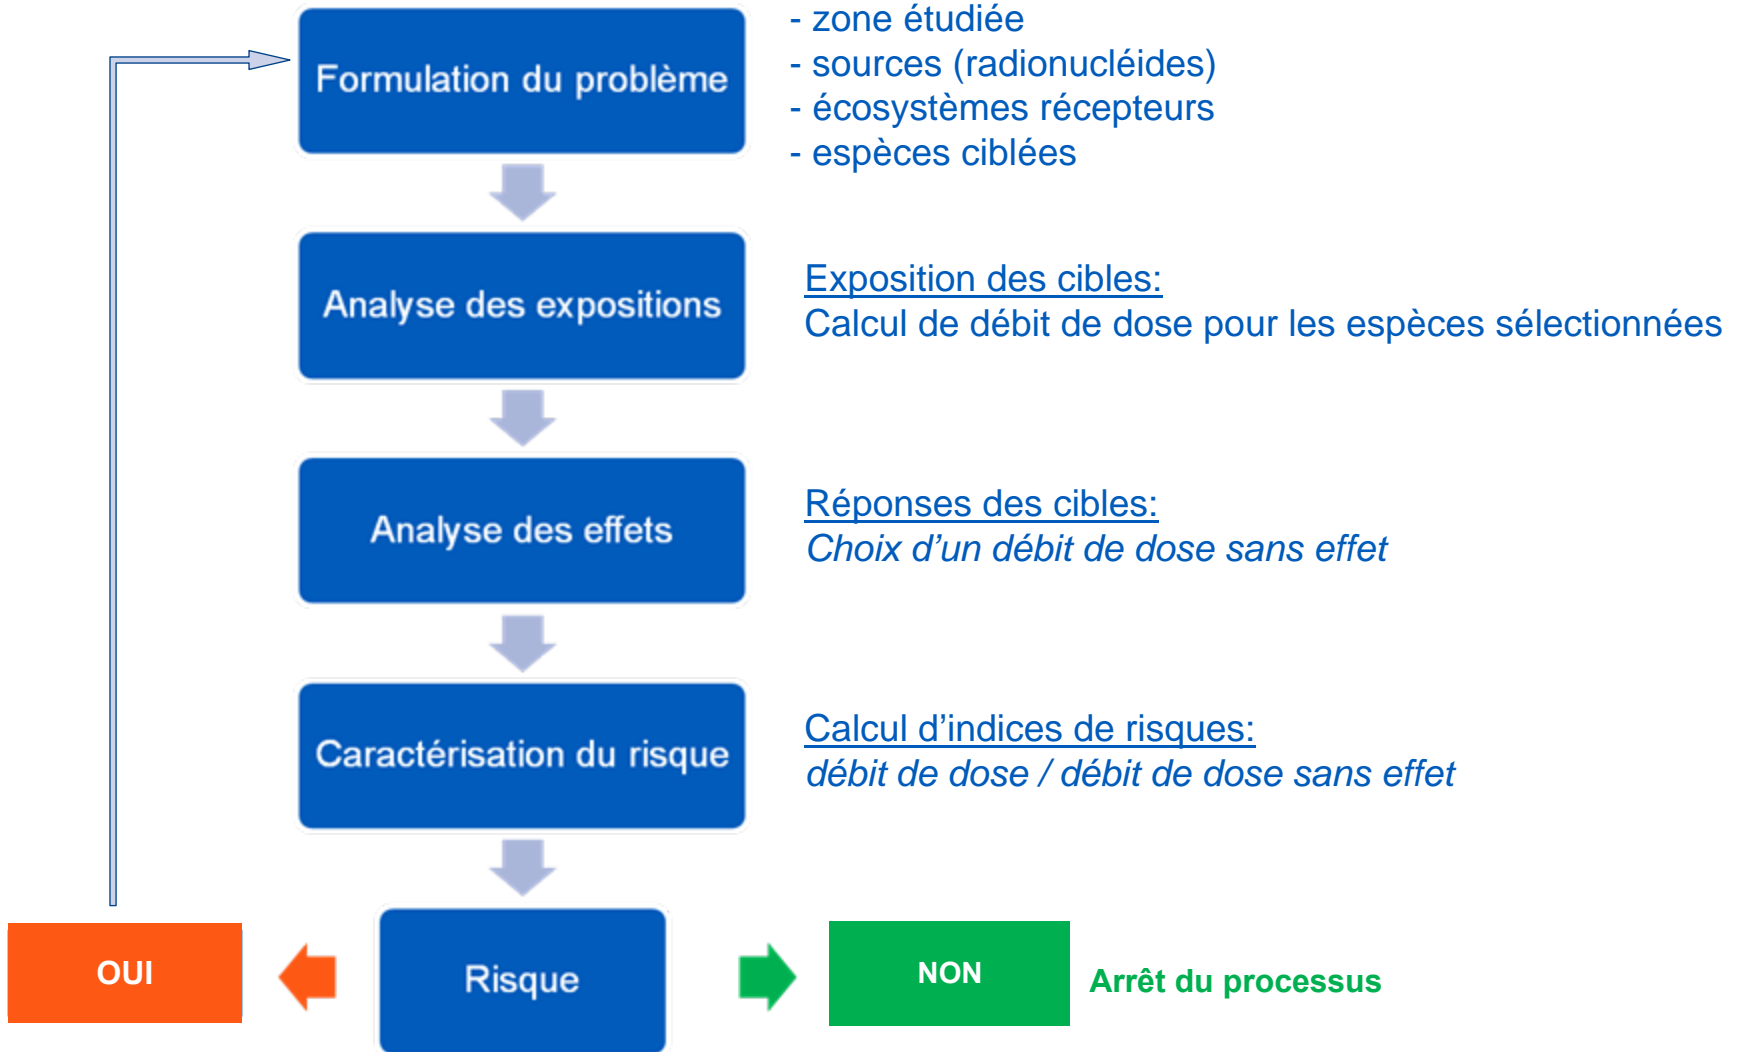 Formulation du problème
- zone étudiée
- sources (radionucléides)
- écosystèmes récepteurs
- espèces ciblées
Analyse des expositions
Exposition des cibles:
Calcul de débit de dose pour les espèces sélectionnées
Analyse des effets
Réponses des cibles:
Choix d’un débit de dose sans effet
Caractérisation du risque
Calcul d’indices de risques:
débit de dose / débit de dose sans effet
OUI
Risque
NON
Arrêt du processus